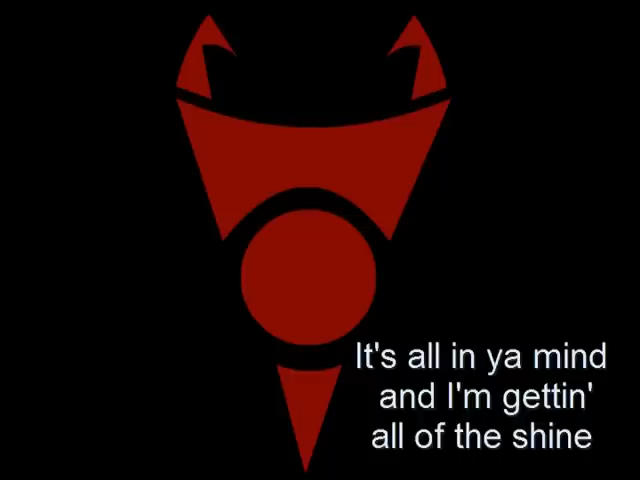 It's all in ya mind
and I'm gettin'
all of the shine